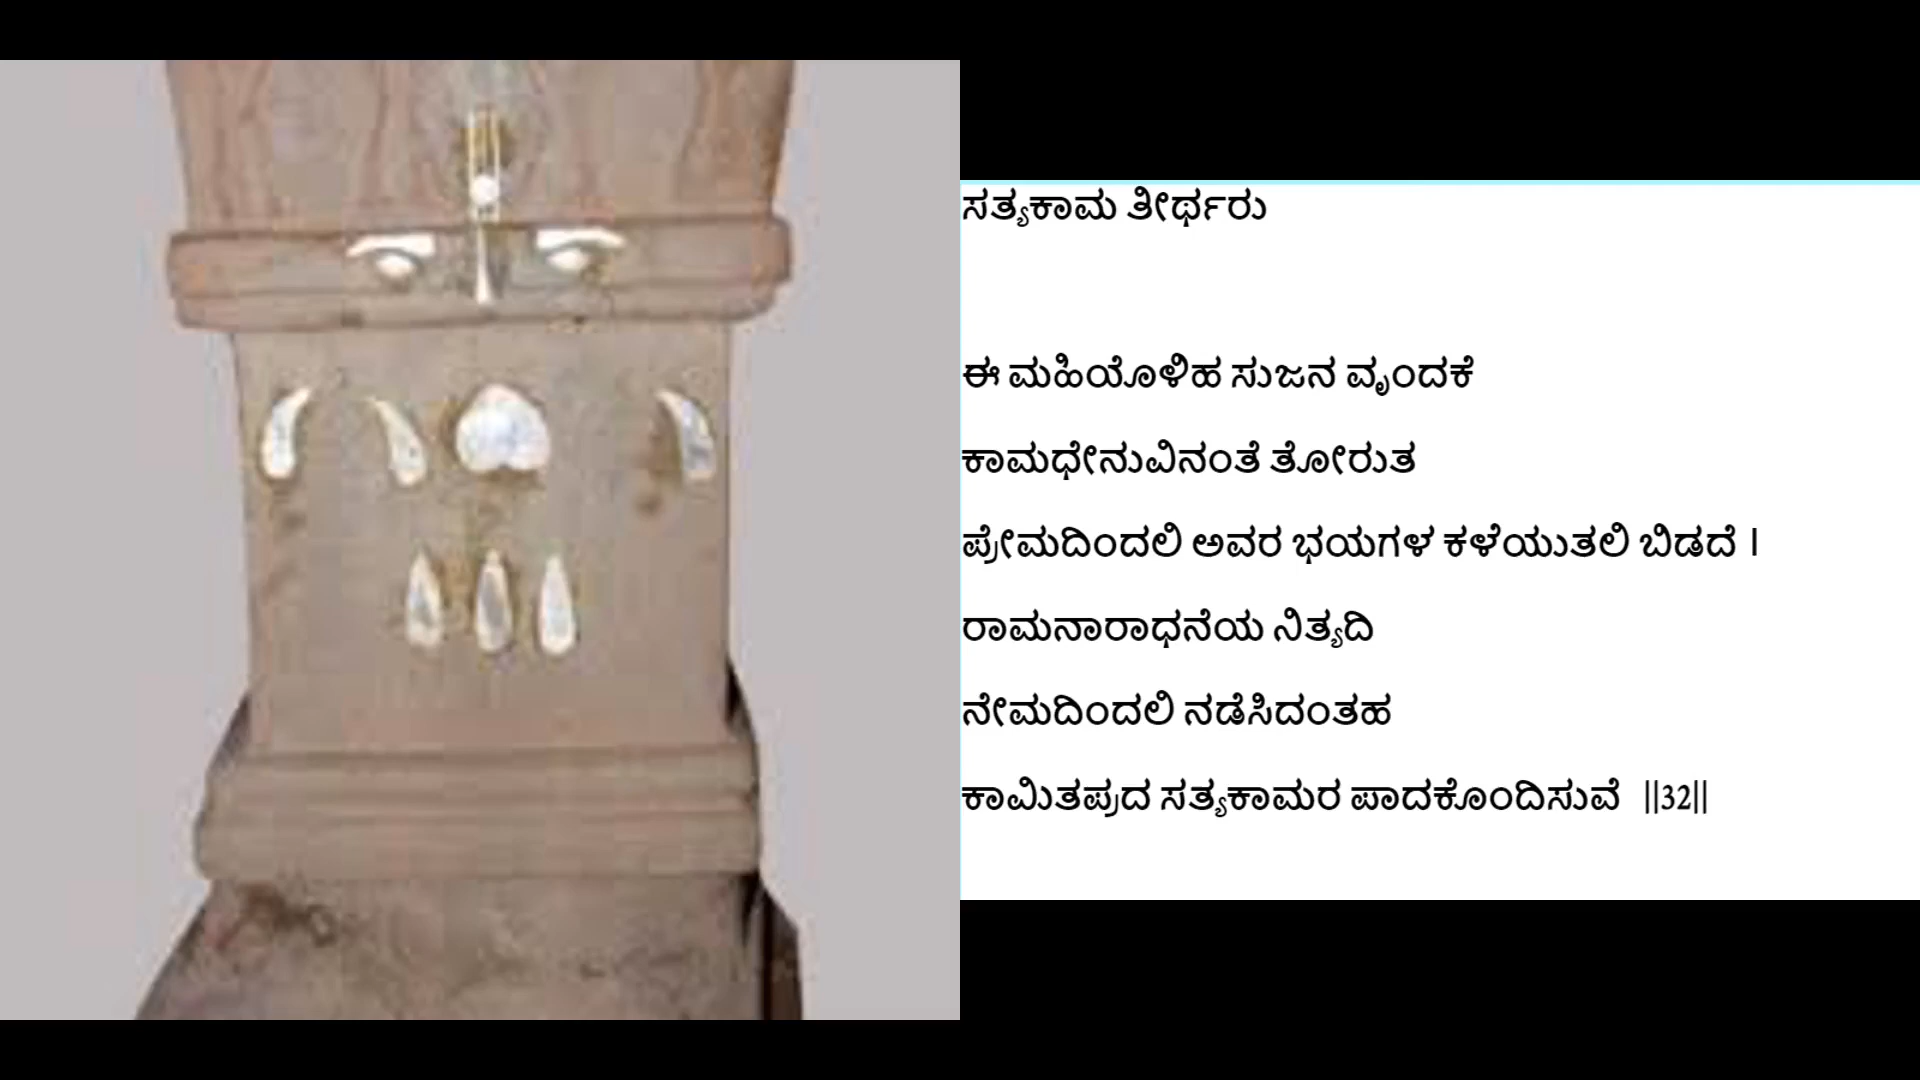 ಸತ್ಯಕಾಮ ತೀರ್ಥರು
ಈ ಮಹಿಯೊಳಿಹ ಸುಜನ ವೃಂದಕೆ
ಕಾಮಧೇನುವಿನಂತೆ ತೋರುತ
ಪ್ರೇಮದಿಂದಲಿ ಅವರ ಭಯಗಳ ಕಳೆಯುತಲಿ ಬಿಡದೆ ।
ರಾಮನಾರಾಧನೆಯ ನಿತ್ಯದಿ
ನೇಮದಿಂದಲಿ ನಡೆಸಿದಂತಹ
ಕಾಮಿತಪ್ರದ ಸತ್ಯಕಾಮರ ಪಾದಕೊಂದಿಸುವೆ ||32||